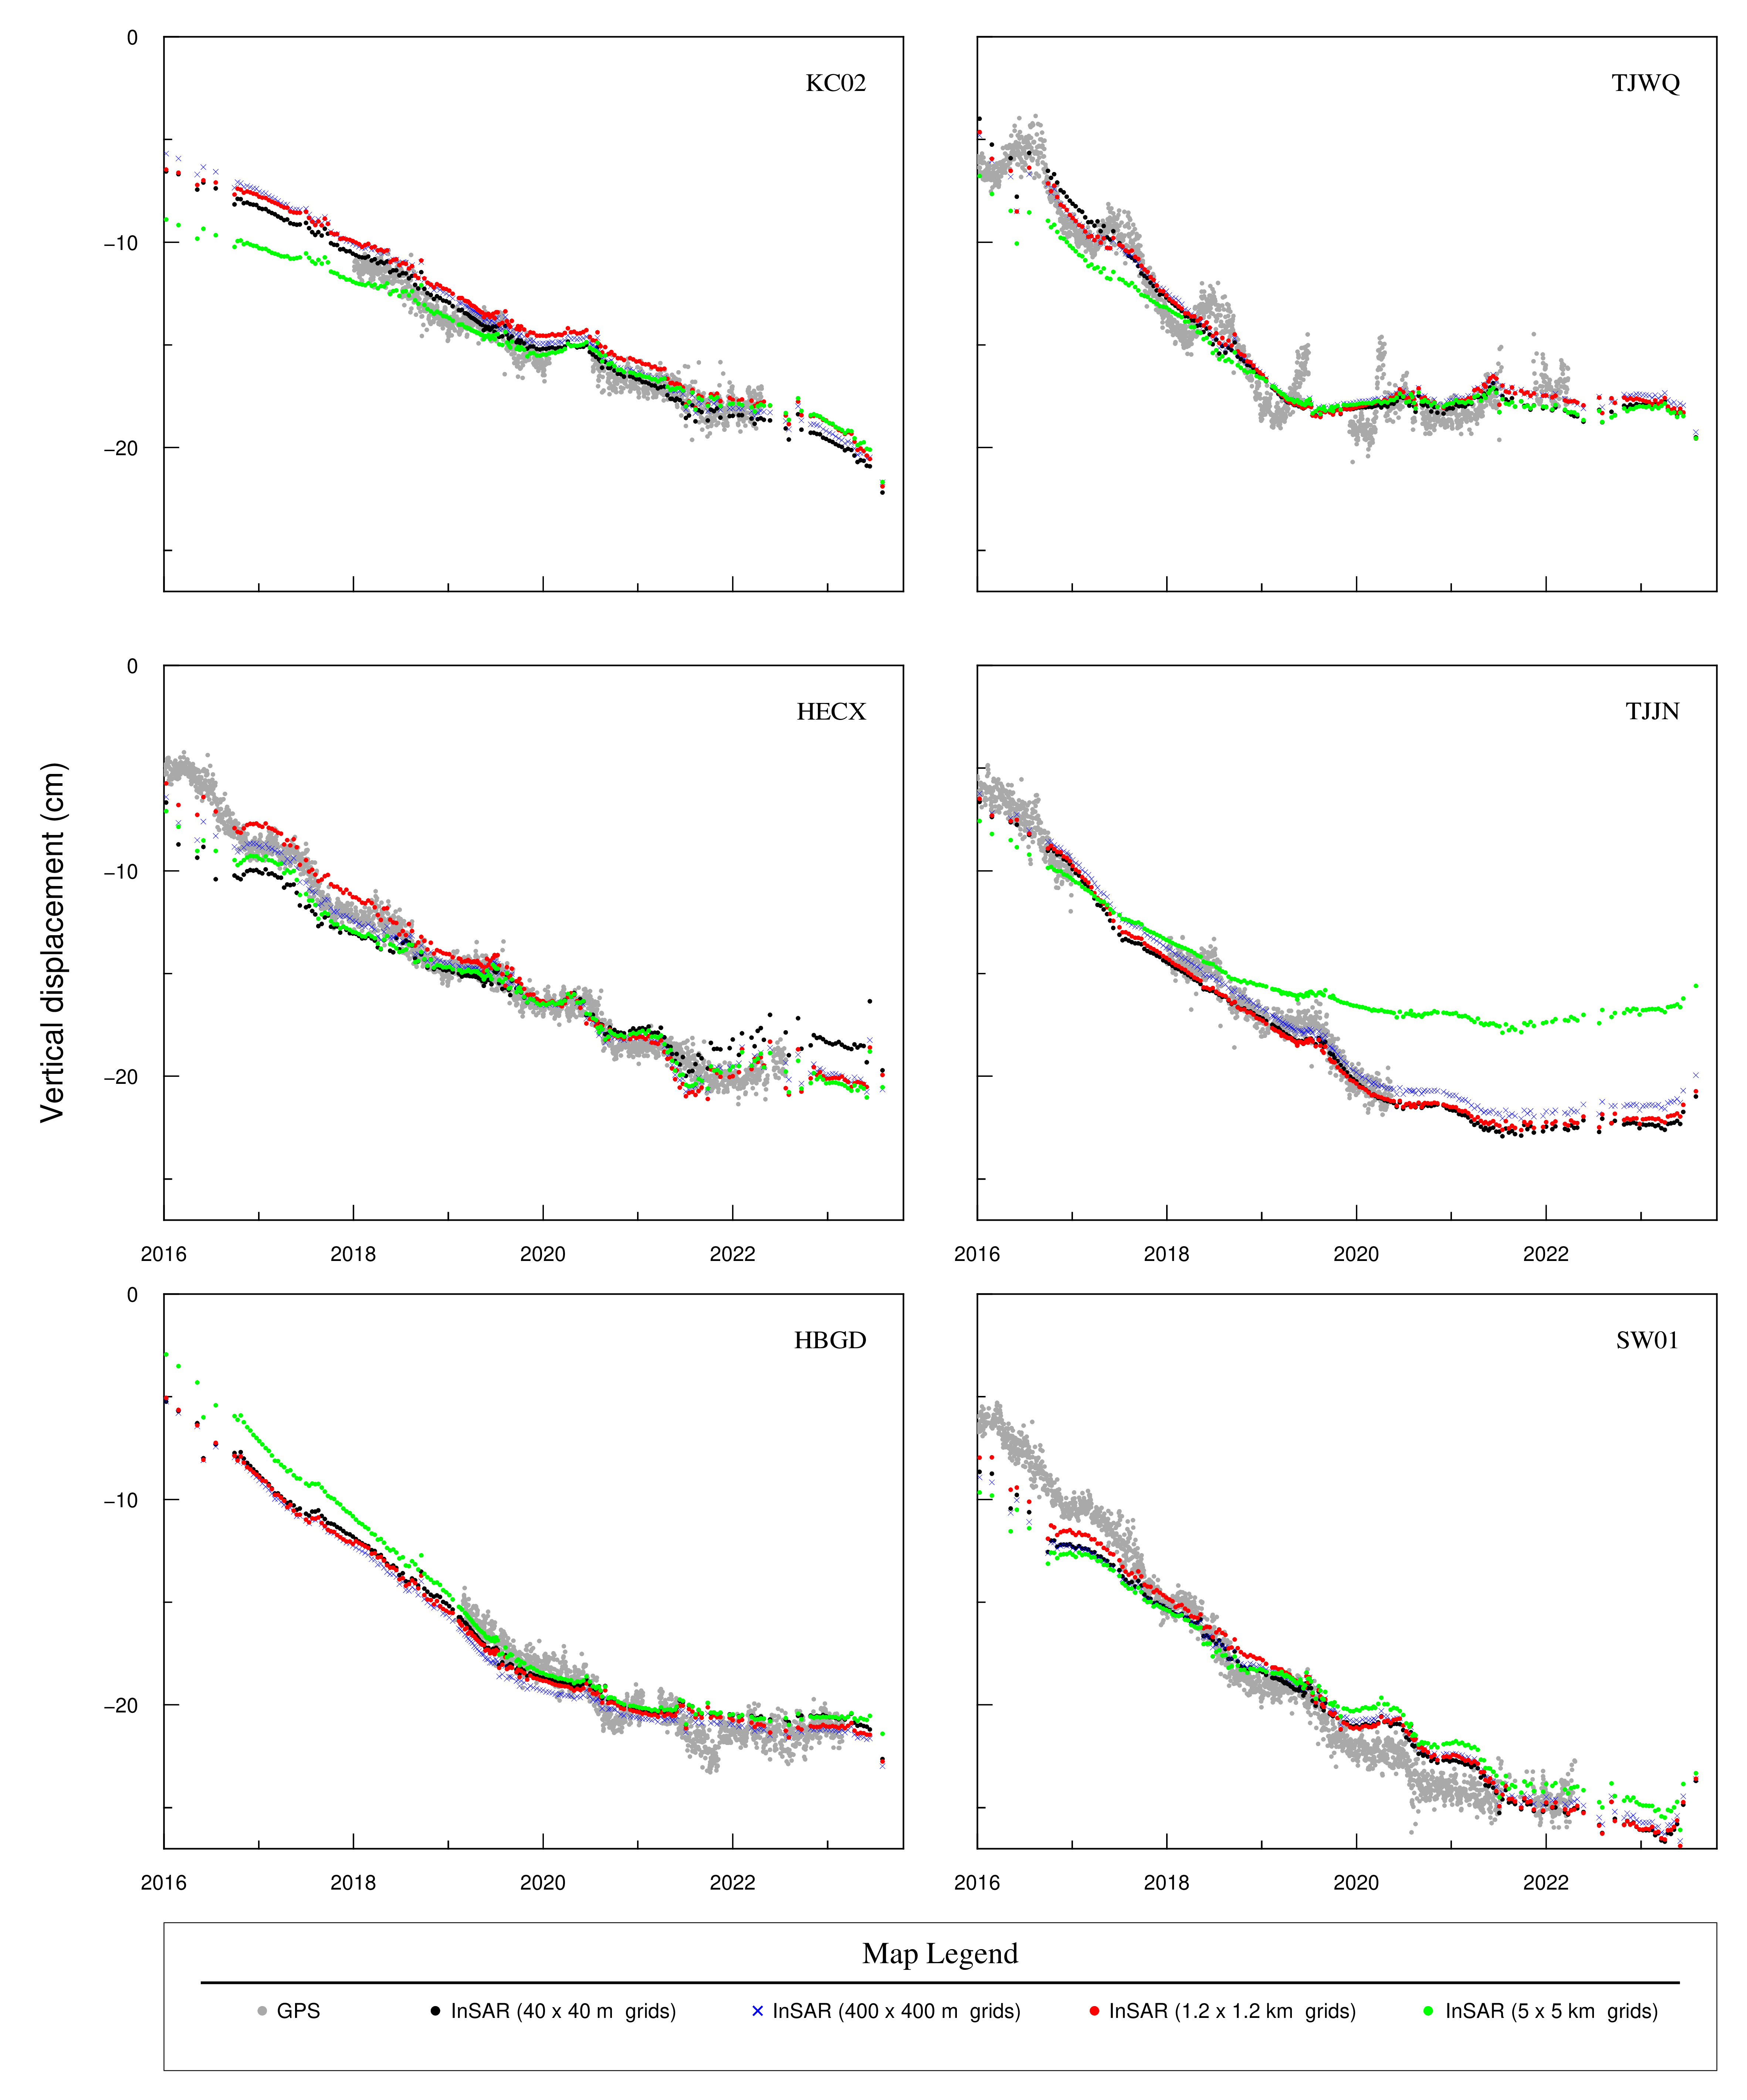 0
−10
−20
KC02
TJWQ
Vertical displacement (cm)
0
−10
−20
HECX
TJJN
2016 2018 2020 2022
2016 2018 2020 2022
0
−10
−20
HBGD
SW01
2016 2018 2020 2022
2016 2018 2020 2022
Map Legend
GPS InSAR (40 x 40 m grids) InSAR (400 x 400 m grids) InSAR (1.2 x 1.2 km grids) InSAR (5 x 5 km grids)